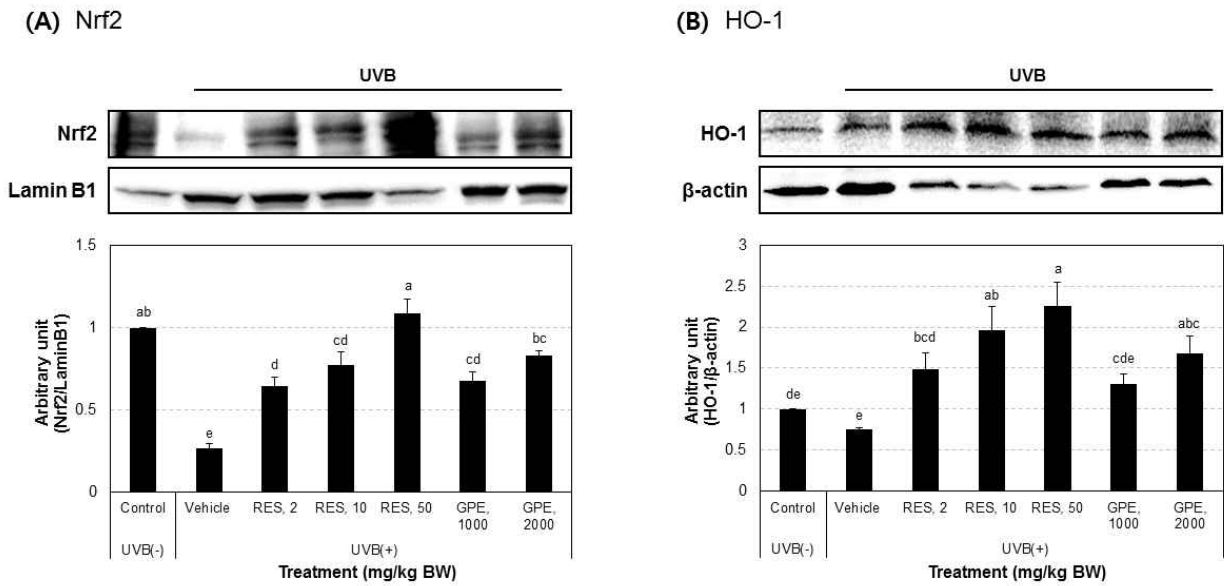 (A) Nrf2
UVB
Nrf2
Lamin B1
Arbitrary unit
(Nrf2/LaminB1)
1.5
1
0.5
0
ab
e
d
cd
a
cd
bc
Control
Vehicle
RES, 2
RES, 10
RES, 50
GPE,
1000
GPE,
2000
UVB(-)
UVB(+)
Treatment (mg/kg BW)
(B) HO-1
UVB
HO-1
β-actin
Arbitrary unit
(HO-1/β-actin)
3
2.5
2
1.5
1
0.5
0
de
e
bcd
ab
a
cde
abc
Control
Vehicle
RES, 2
RES, 10
RES, 50
GPE,
1000
GPE,
2000
UVB(-)
UVB(+)
Treatment (mg/kg BW)